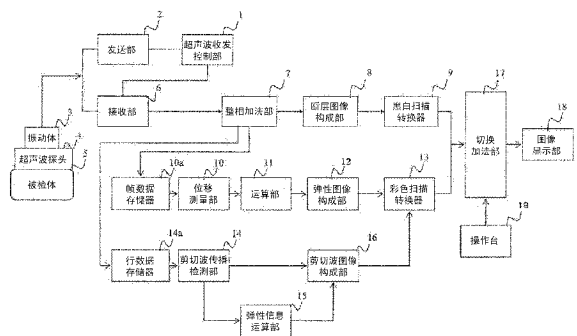 2
1
发送部
超声波收发
控制部
6
7
8
9
17
接收部
整相加法部
断层图像
构成部
黑白扫描
转换器
18
3
振动体
切换
加法部
图像
显示部
4
超声波探头
5
被检体
10a
10
11
12
13
帧数据
存储器
位移
测量部
运算部
弹性图像
构成部
彩色扫描
转换器
操作台
14a
14
16
行数据
存储器
剪切波传播
检测部
剪切波图像
构成部
15
弹性信息
运算部